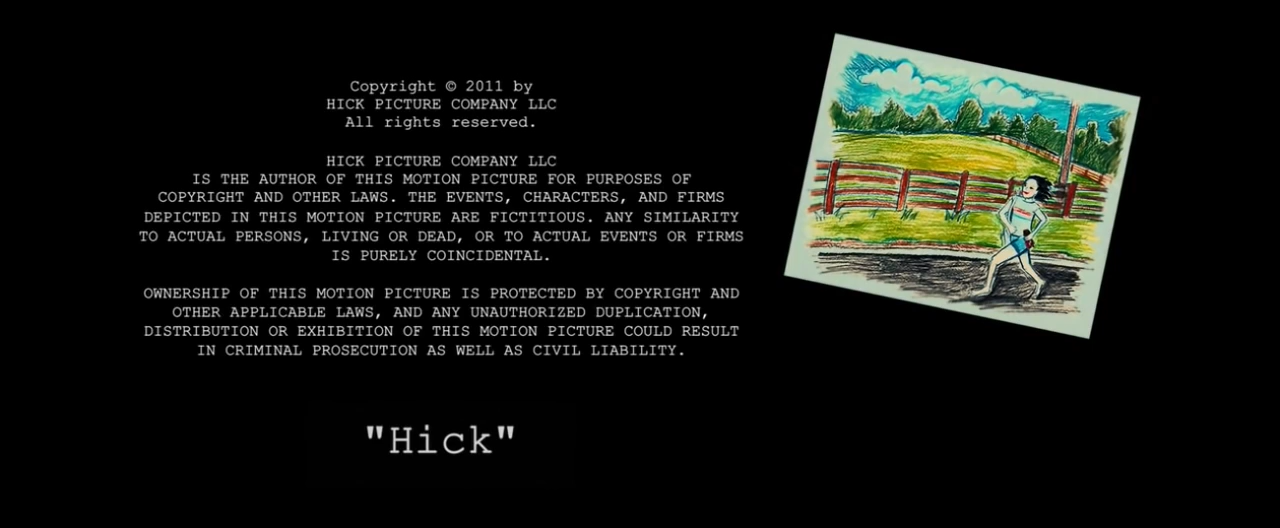 Copyright © 2011 by
HICK PICTURE COMPANY LLC
All rights reserved.
HICK PICTURE COMPANY LLC
IS THE AUTHOR OF THIS MOTION PICTURE FOR PURPOSES OF
COPYRIGHT AND OTHER LAWS. THE EVENTS, CHARACTERS, AND FIRMS
DEPICTED IN THIS MOTION PICTURE ARE FICTITIOUS. ANY SIMILARITY
TO ACTUAL PERSONS, LIVING OR DEAD, OR TO ACTUAL EVENTS OR FIRMS
IS PURELY COINCIDENTAL.
OWNERSHIP OF THIS MOTION PICTURE IS PROTECTED BY COPYRIGHT AND
OTHER APPLICABLE LAWS, AND ANY UNAUTHORIZED DUPLICATION,
DISTRIBUTION OR EXHIBITION OF THIS MOTION PICTURE COULD RESULT
IN CRIMINAL PROSECUTION AS WELL AS CIVIL LIABILITY.
"Hick"